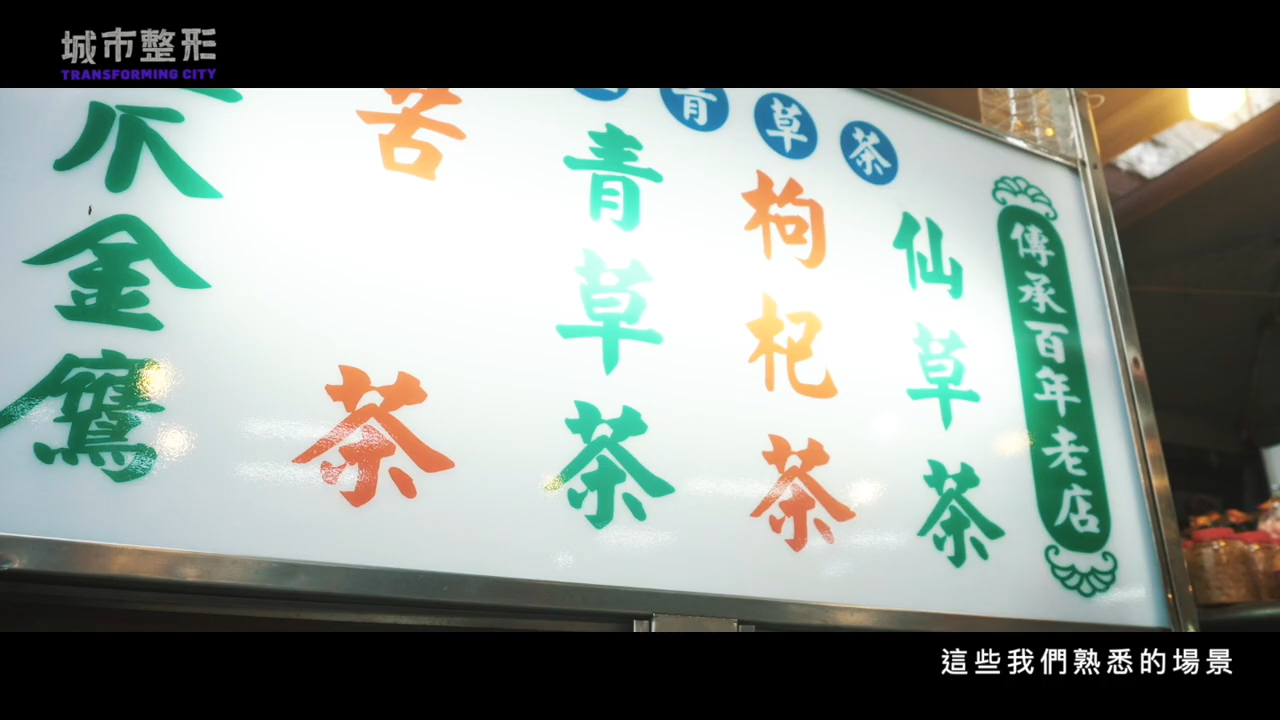 城市整形
TRANSFORMING CITY
青草茶
傳承百年老店
仙草茶
枸杞茶
青草茶
苦茶
金鷹
這些我們熟悉的場景